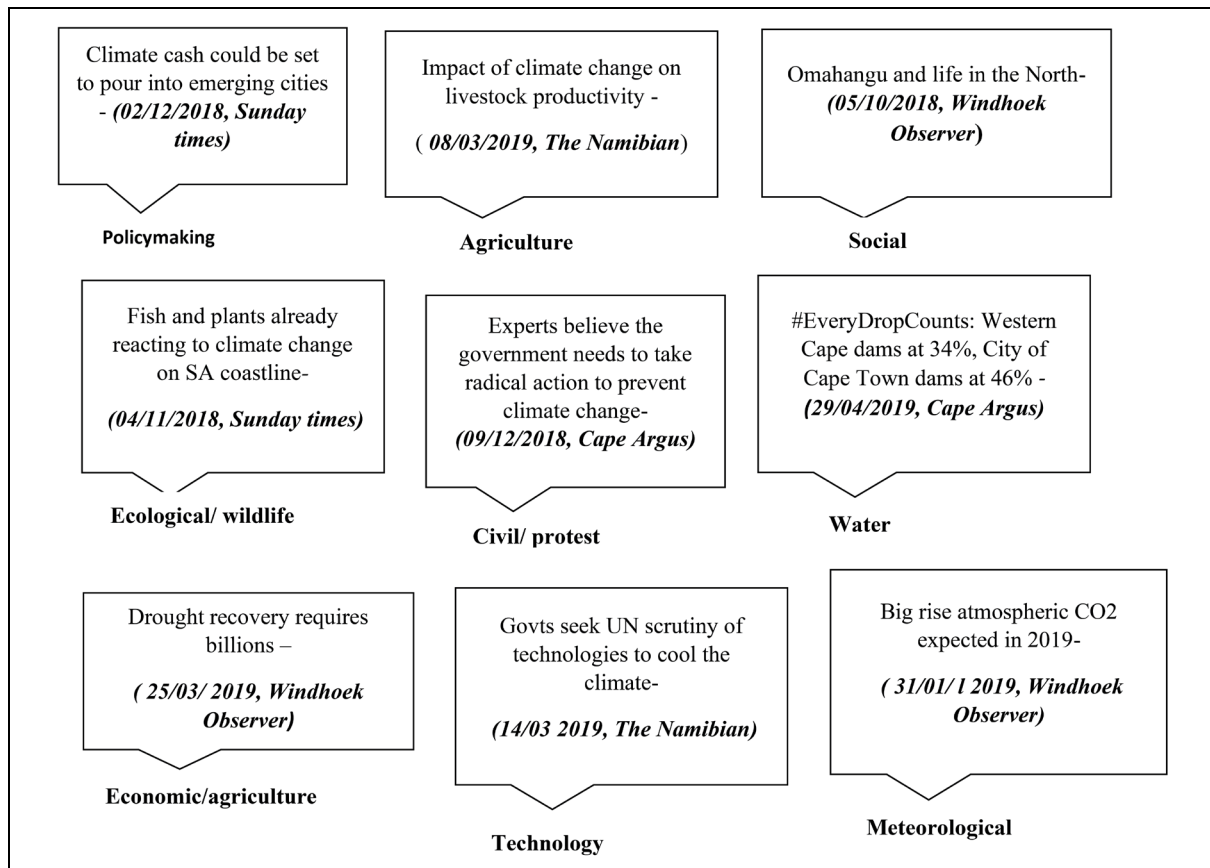 Climate cash could be set
to pour into emerging cities
- (02/12/2018, Sunday
times)
Policymaking
Impact of climate change on
livestock productivity -
( 08/03/2019, The Namibian)
Agriculture
Omahangu and life in the North-
(05/10/2018, Windhoek
Observer)
Social
Fish and plants already
reacting to climate change
on SA coastline-
(04/11/2018, Sunday times)
Ecological/ wildlife
Experts believe the
government needs to take
radical action to prevent
climate change-
(09/12/2018, Cape Argus)
Civil/ protest
#EveryDropCounts: Western
Cape dams at 34%, City of
Cape Town dams at 46% -
(29/04/2019, Cape Argus)
Water
Drought recovery requires
billions –
( 25/03/ 2019, Windhoek
Observer)
Economic/agriculture
Govts seek UN scrutiny of
technologies to cool the
climate-
(14/03 2019, The Namibian)
Technology
Big rise atmospheric CO2
expected in 2019-
( 31/01/ l 2019, Windhoek
Observer)
Meteorological